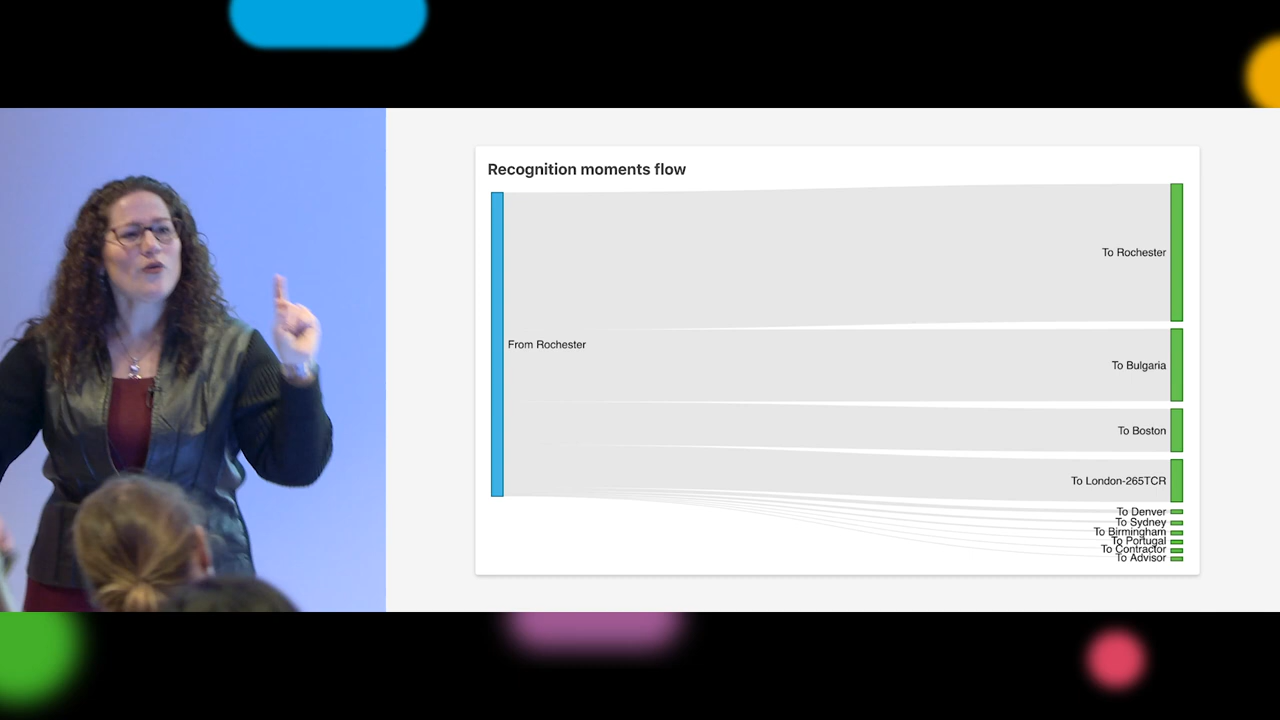 Recognition moments flow
To Rochester
From Rochester
To Bulgaria
To Boston
To London-265TCR
To Denver
To Sydney
To Birmingham
To Portugal
To Contractor
To Advisor